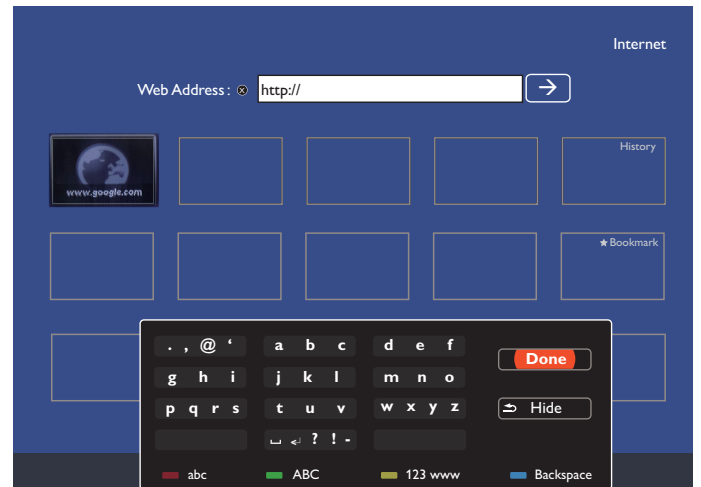 Internet
Web Address : ⊗ http:// →
www.google.com
History
★ Bookmark
. , @ ‘ a b c d e f
Done
g h i j k l m n o
p q r s t u v w x y z
Hide
␣ ↵ ? ! -
abc ABC 123 www Backspace